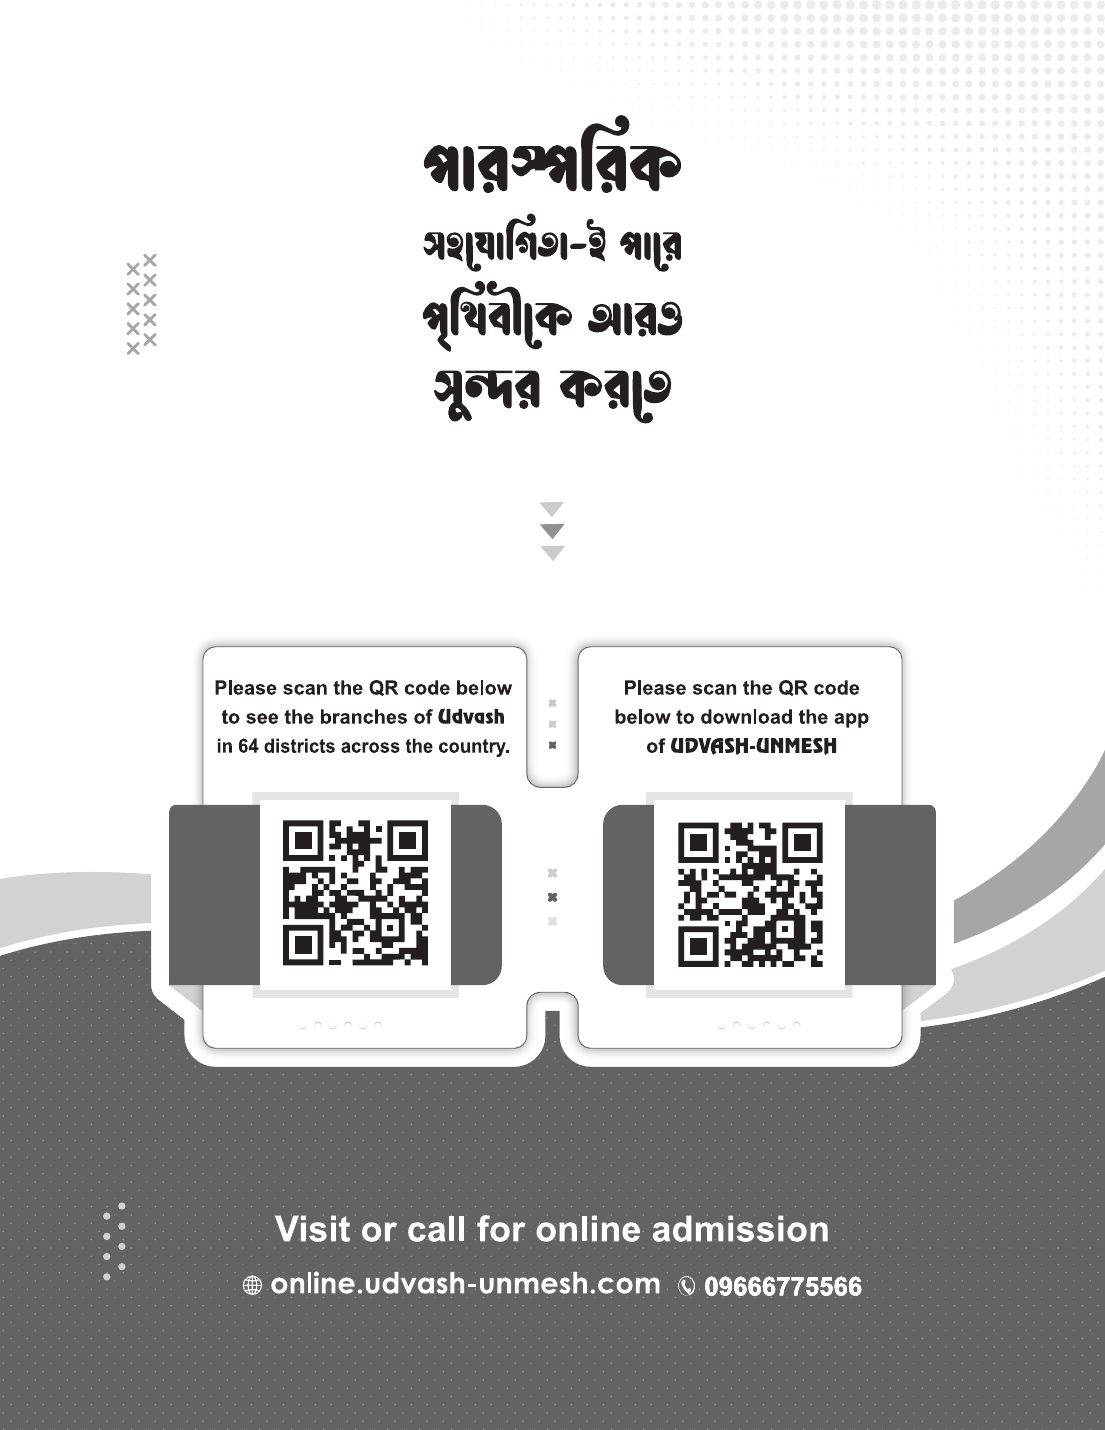 পারস্পরিক
সহযোগিতা-ই পারে
পৃথিবীকে আরও
সুন্দর করতে
Please scan the QR code below
to see the branches of Udvash
in 64 districts across the country.
Please scan the QR code
below to download the app
of UDVASH-UNMESH
Visit or call for online admission
online.udvash-unmesh.com 09666775566